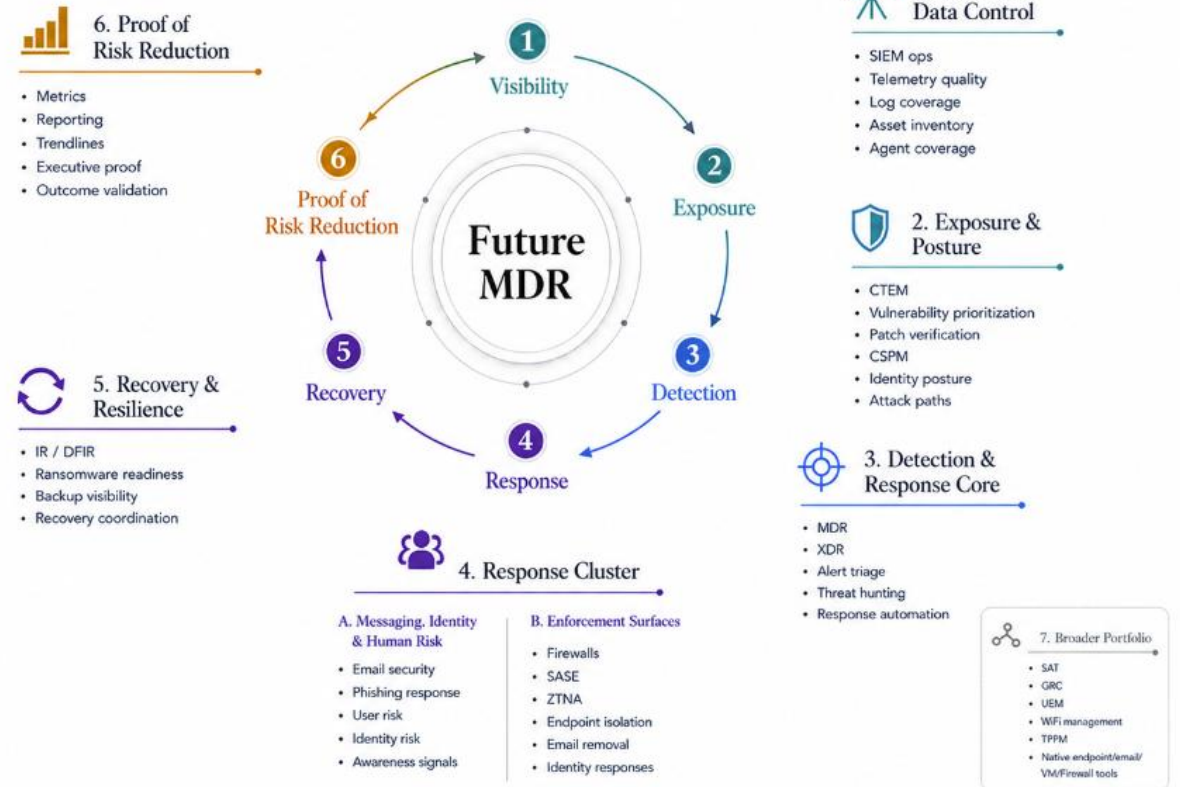 6. Proof of
Risk Reduction
• Metrics
• Reporting
• Trendlines
• Executive proof
• Outcome validation
1
Visibility
2
Exposure
3
Detection
4
Response
5
Recovery
6
Proof of
Risk Reduction
Future
MDR
Data Control
• SIEM ops
• Telemetry quality
• Log coverage
• Asset inventory
• Agent coverage
2. Exposure &
Posture
• CTEM
• Vulnerability prioritization
• Patch verification
• CSPM
• Identity posture
• Attack paths
3. Detection &
Response Core
• MDR
• XDR
• Alert triage
• Threat hunting
• Response automation
4. Response Cluster
A. Messaging, Identity
& Human Risk
• Email security
• Phishing response
• User risk
• Identity risk
• Awareness signals
B. Enforcement Surfaces
• Firewalls
• SASE
• ZTNA
• Endpoint isolation
• Email removal
• Identity responses
5. Recovery &
Resilience
• IR / DFIR
• Ransomware readiness
• Backup visibility
• Recovery coordination
7. Broader Portfolio
• SAT
• GRC
• UEM
• WiFi management
• TPPM
• Native endpoint/email/
VM/Firewall tools